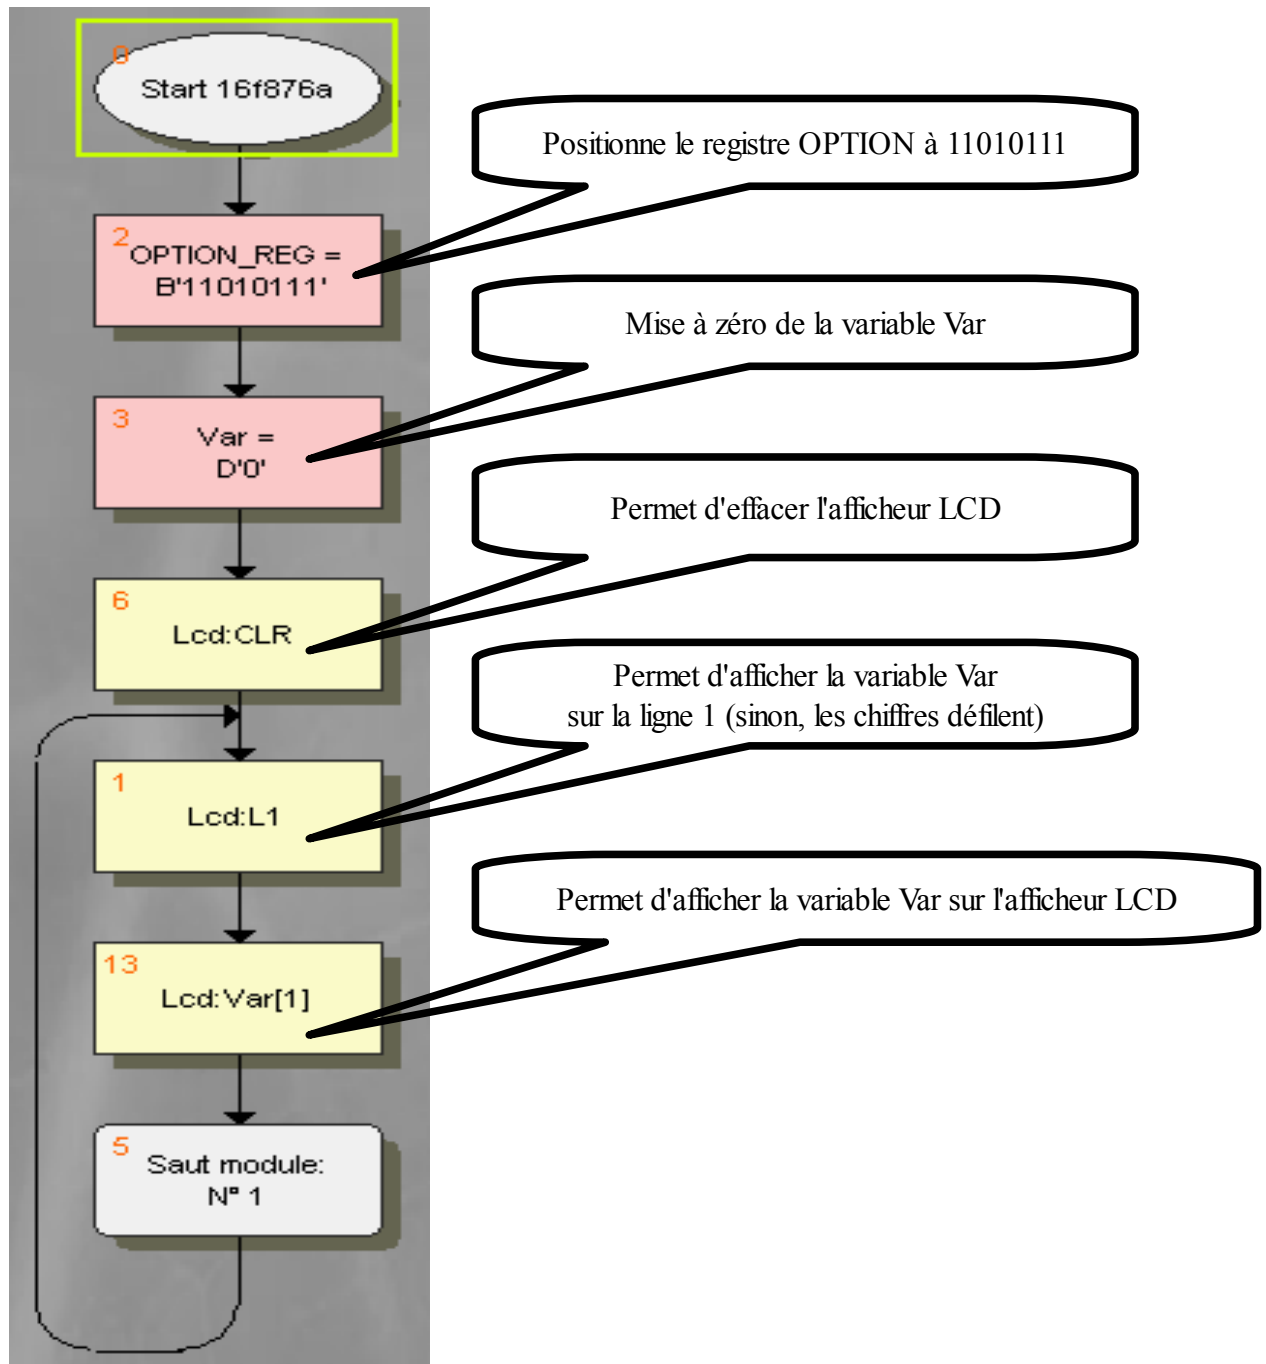 0
Start 16f876a
Positionne le registre OPTION à 11010111
2
OPTION_REG =
B'11010111'
Mise à zéro de la variable Var
3
Var =
D'0'
Permet d'effacer l'afficheur LCD
6
Lcd:CLR
Permet d'afficher la variable Var
sur la ligne 1 (sinon, les chiffres défilent)
1
Lcd:L1
Permet d'afficher la variable Var sur l'afficheur LCD
13
Lcd:Var[1]
5
Saut module:
N° 1